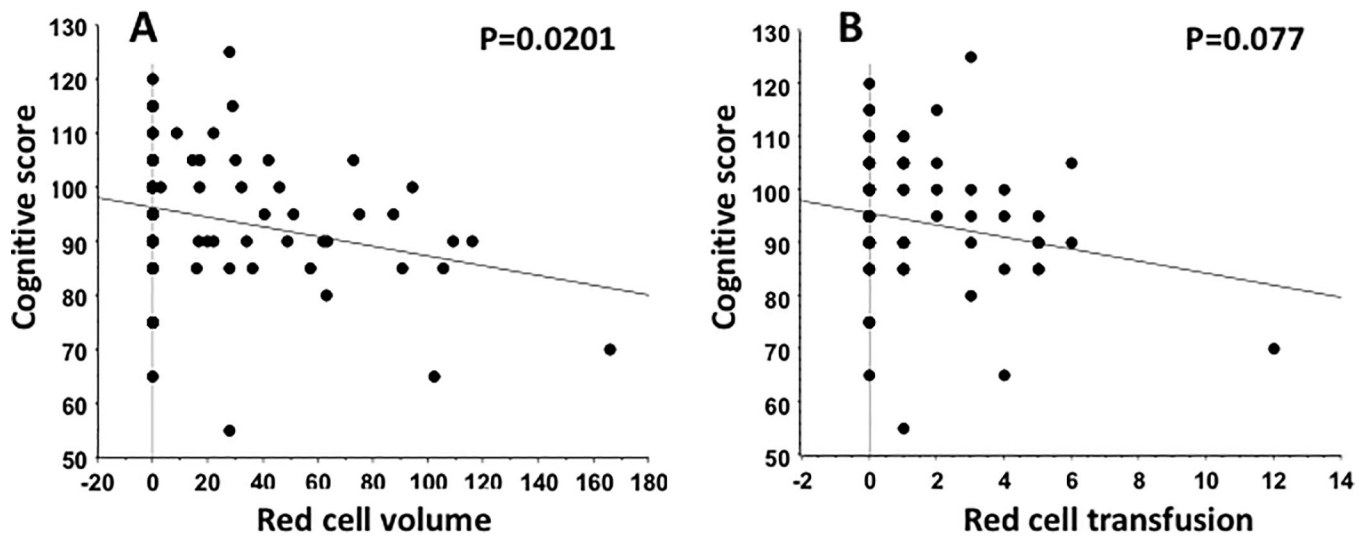 A
P=0.0201
Cognitive score
130
120
110
100
90
80
70
60
50
-20 0 20 40 60 80 100 120 140 160 180
Red cell volume
B
P=0.077
Cognitive score
130
120
110
100
90
80
70
60
50
-2 0 2 4 6 8 10 12 14
Red cell transfusion